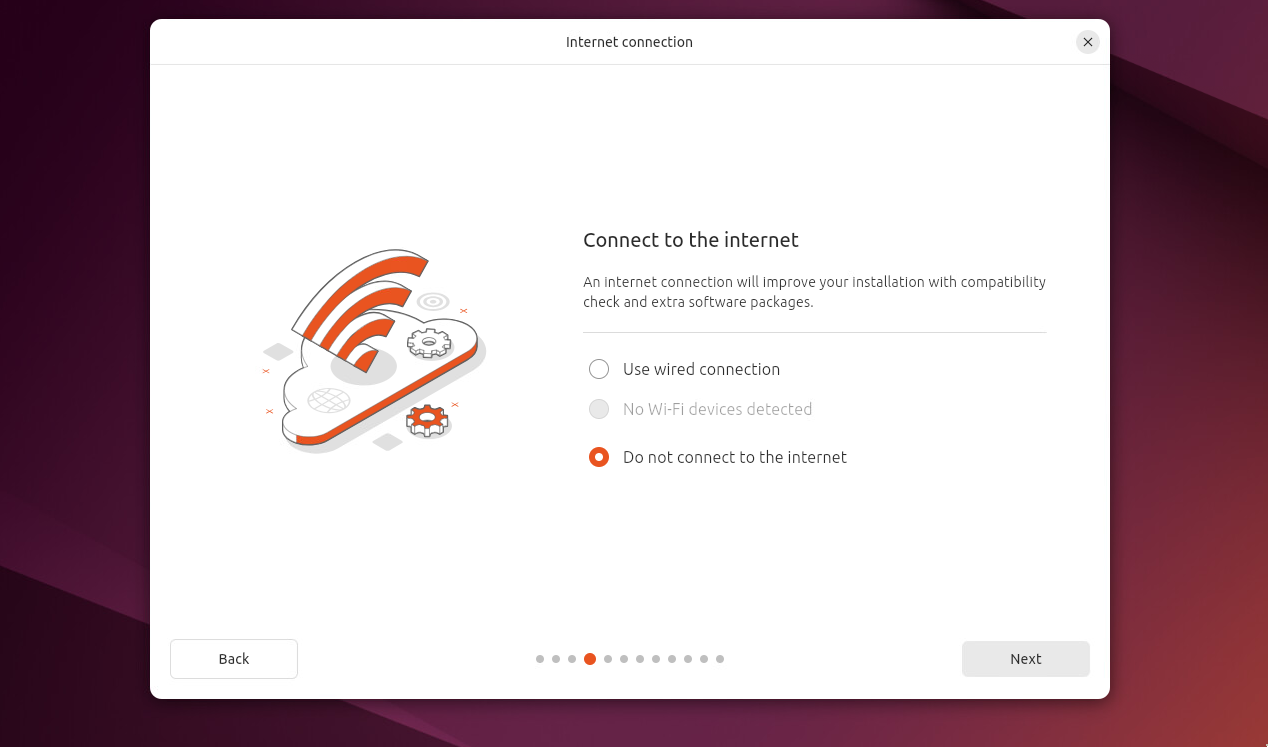 Internet connection
Connect to the internet
An internet connection will improve your installation with compatibility
check and extra software packages.
Use wired connection
No Wi-Fi devices detected
Do not connect to the internet
Back
Next